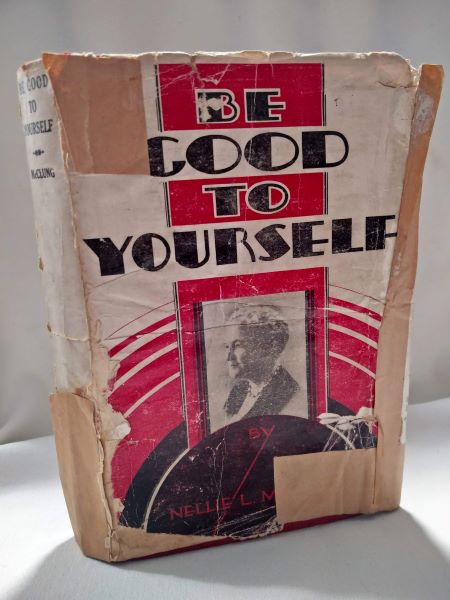 BE GOOD
TO
YOURSELF
McCLUNG
BE
GOOD
TO
YOURSELF
BY
NELLIE L. M